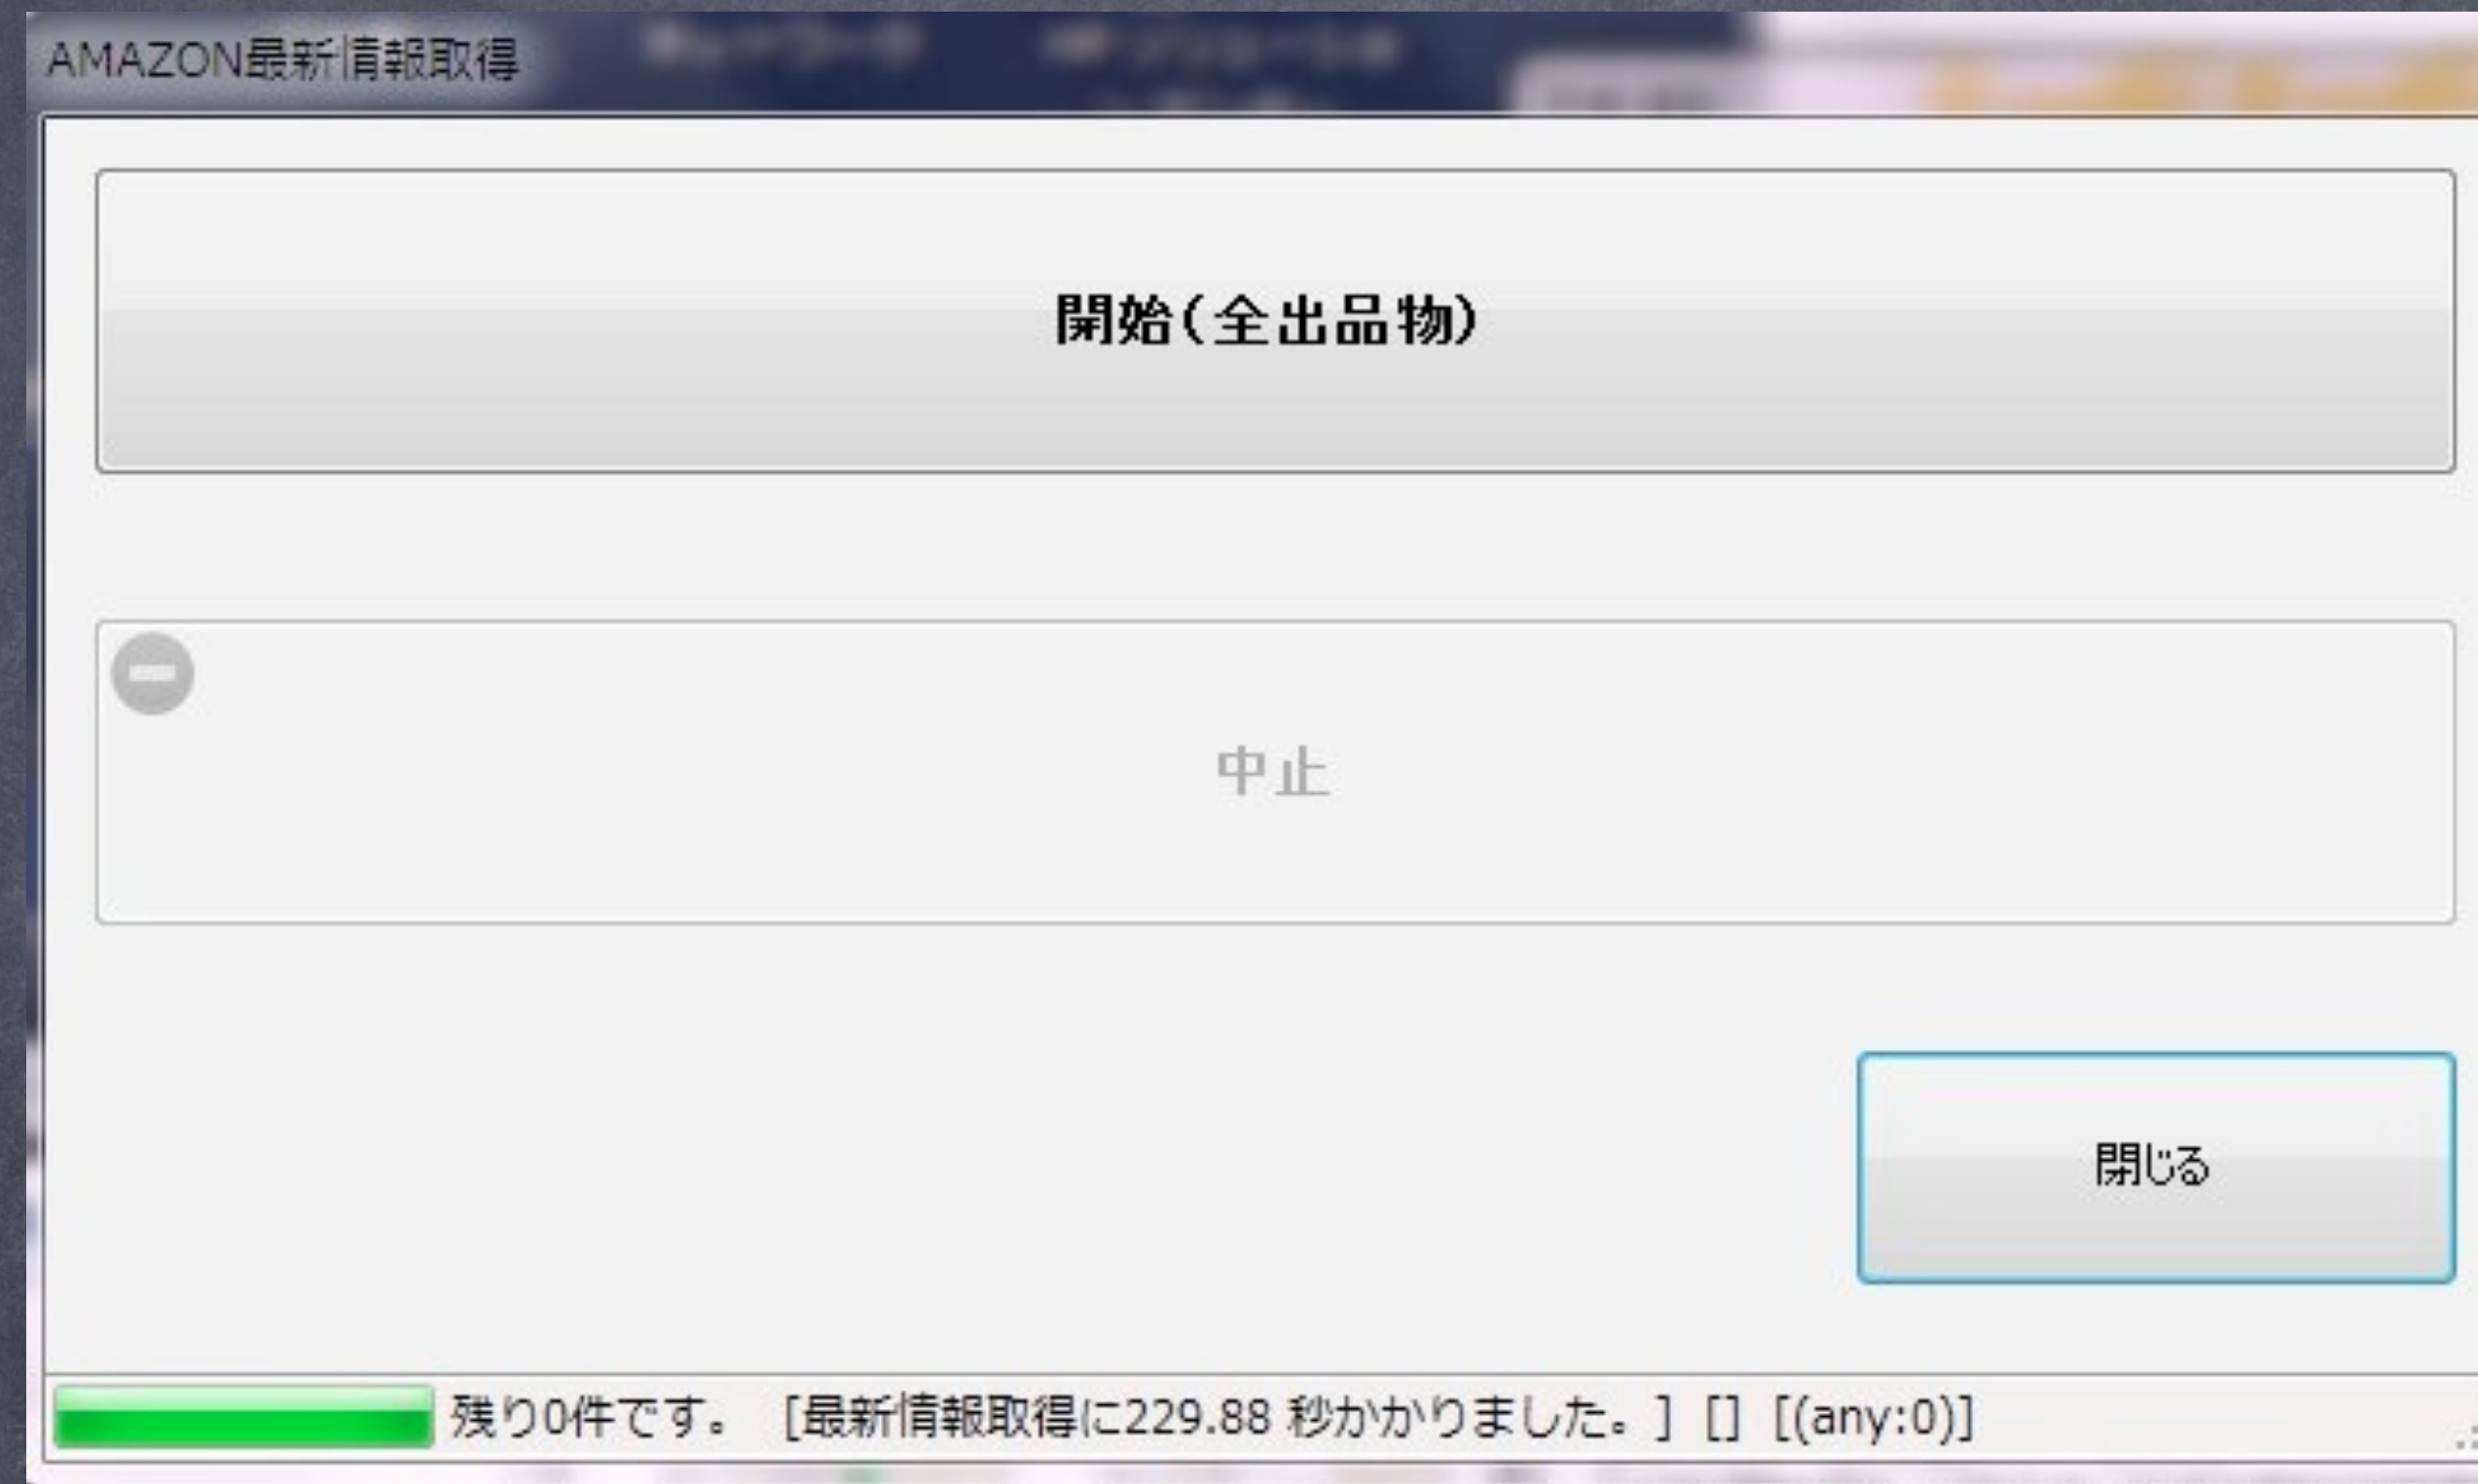 AMAZON最新情報取得
開始(全出品物)
中止
閉じる
残り0件です。 [最新情報取得に229.88 秒かかりました。] [] [(any:0)]